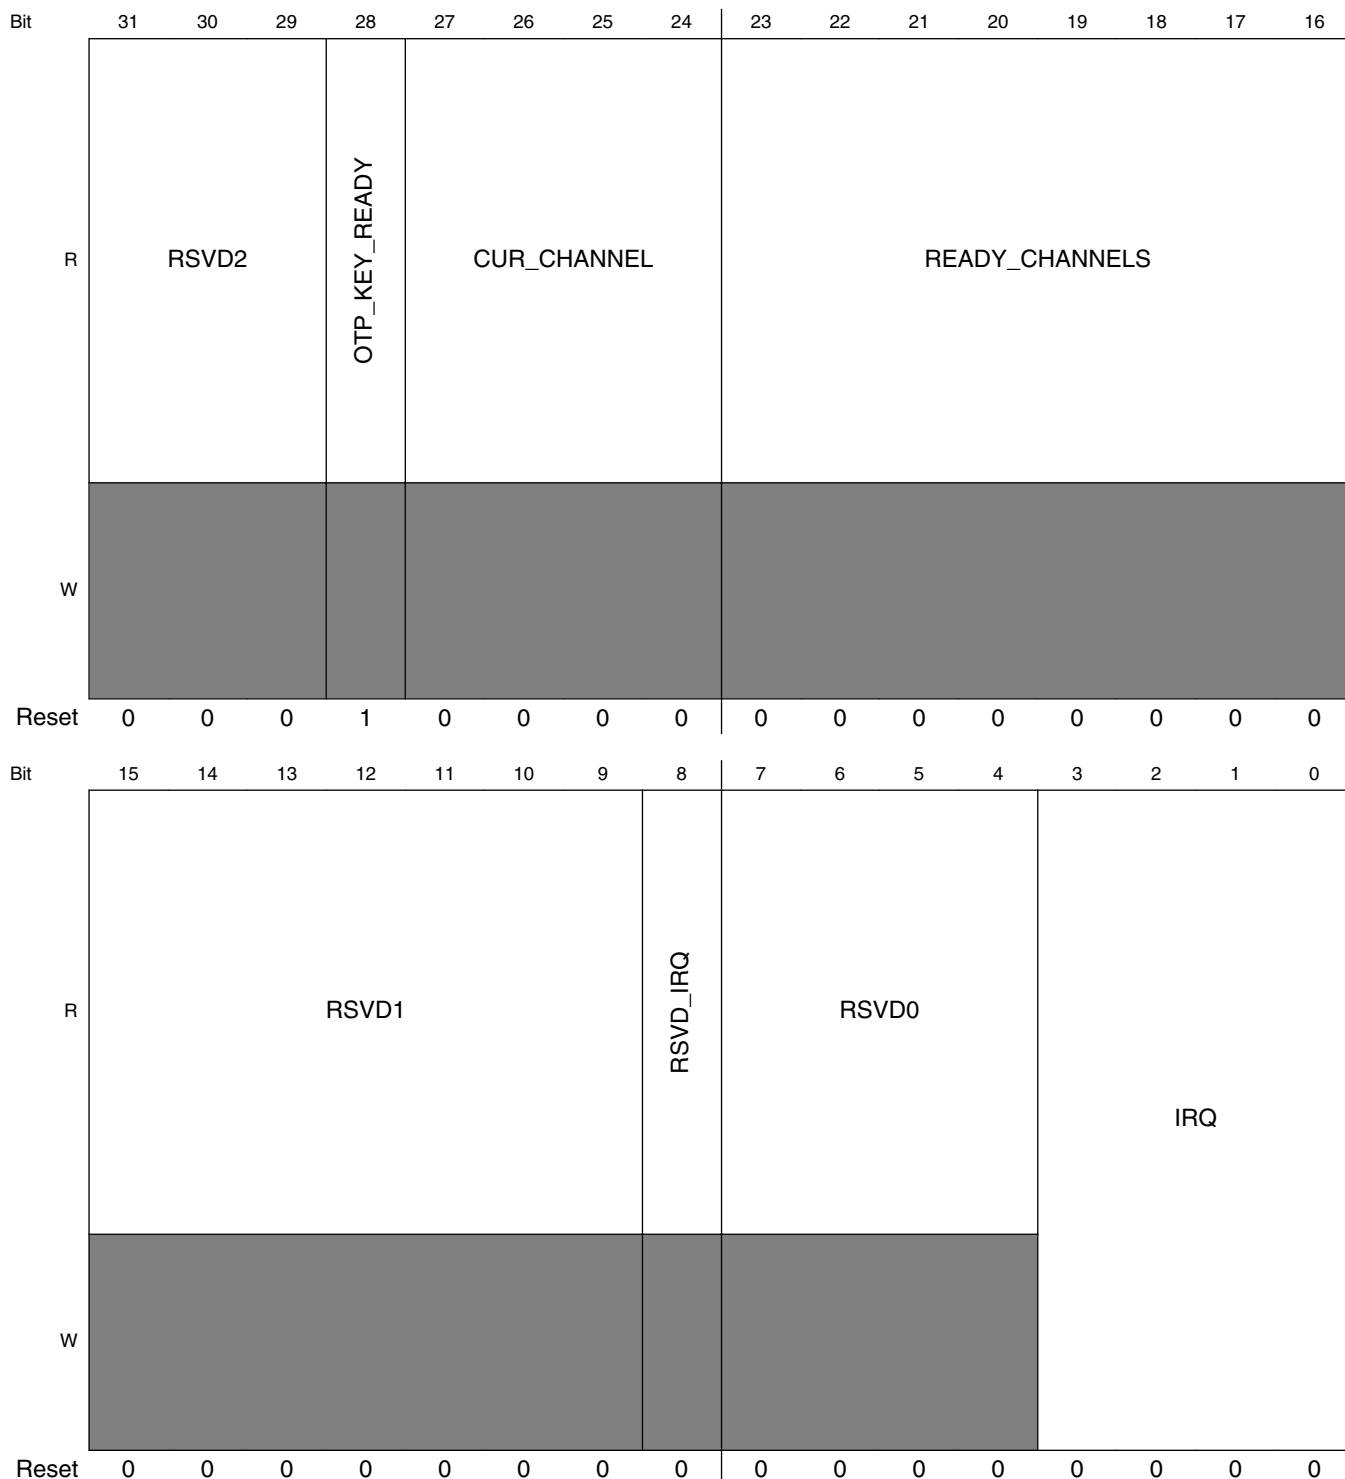 Bit 31 30 29 28 27 26 25 24 23 22 21 20 19 18 17 16
R RSVD2 OTP_KEY_READY CUR_CHANNEL READY_CHANNELS
W
Reset 0 0 0 1 0 0 0 0 0 0 0 0 0 0 0 0
Bit 15 14 13 12 11 10 9 8 7 6 5 4 3 2 1 0
R RSVD1 RSVD_IRQ RSVD0
IRQ
W
Reset 0 0 0 0 0 0 0 0 0 0 0 0 0 0 0 0